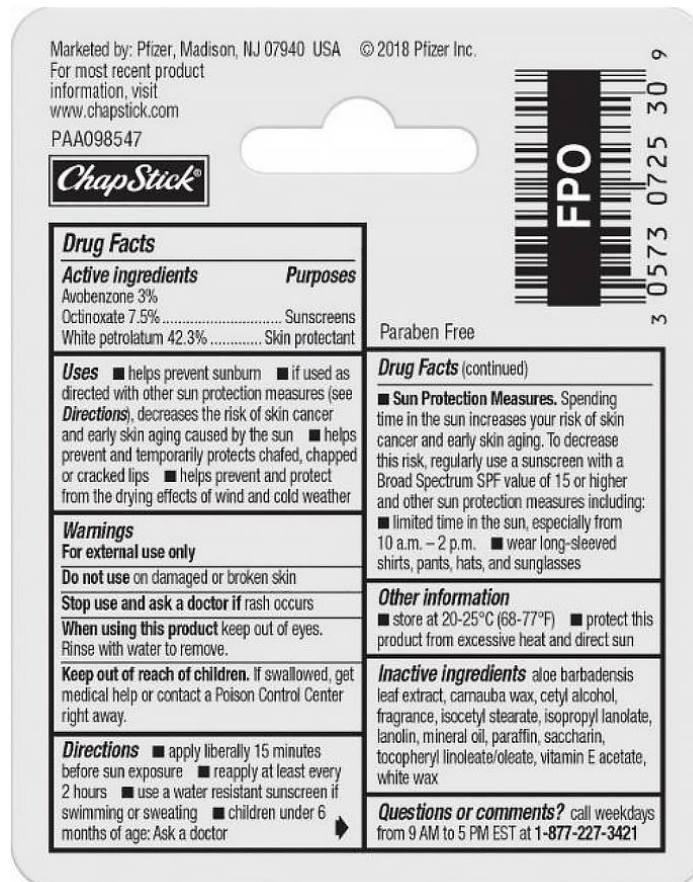 Marketed by: Pfizer, Madison, NJ 07940 USA © 2018 Pfizer Inc.
For most recent product
information, visit
www.chapstick.com
PAA098547
ChapStick®
FPO
3 0573 0725 30 9
Paraben Free
Drug Facts
Active ingredients Purposes
Avobenzone 3%
Octinoxate 7.5%.............................. Sunscreens
White petrolatum 42.3%............. Skin protectant
Uses ■ helps prevent sunburn ■ if used as
directed with other sun protection measures (see
Directions), decreases the risk of skin cancer
and early skin aging caused by the sun ■ helps
prevent and temporarily protects chafed, chapped
or cracked lips ■ helps prevent and protect
from the drying effects of wind and cold weather
Warnings
For external use only
Do not use on damaged or broken skin
Stop use and ask a doctor if rash occurs
When using this product keep out of eyes.
Rinse with water to remove.
Keep out of reach of children. If swallowed, get
medical help or contact a Poison Control Center
right away.
Directions ■ apply liberally 15 minutes
before sun exposure ■ reapply at least every
2 hours ■ use a water resistant sunscreen if
swimming or sweating ■ children under 6
months of age: Ask a doctor
Drug Facts (continued)
■ Sun Protection Measures. Spending
time in the sun increases your risk of skin
cancer and early skin aging. To decrease
this risk, regularly use a sunscreen with a
Broad Spectrum SPF value of 15 or higher
and other sun protection measures including:
■ limited time in the sun, especially from
10 a.m. – 2 p.m. ■ wear long-sleeved
shirts, pants, hats, and sunglasses
Other information
■ store at 20-25°C (68-77°F) ■ protect this
product from excessive heat and direct sun
Inactive ingredients aloe barbadensis
leaf extract, carnauba wax, cetyl alcohol,
fragrance, isocetyl stearate, isopropyl lanolate,
lanolin, mineral oil, paraffin, saccharin,
tocopheryl linoleate/oleate, vitamin E acetate,
white wax
Questions or comments? call weekdays
from 9 AM to 5 PM EST at 1-877-227-3421